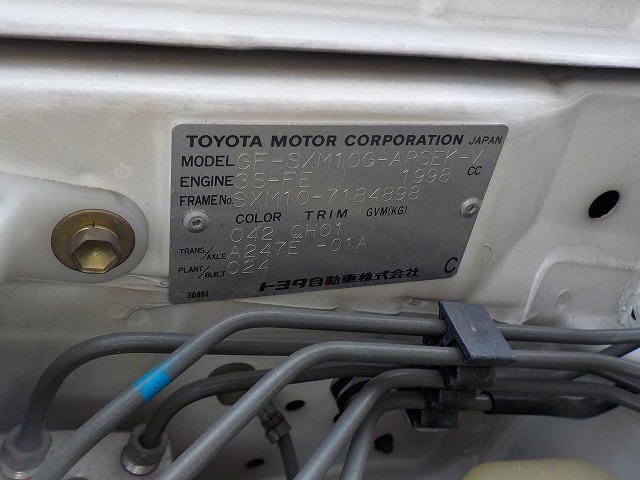 TOYOTA MOTOR CORPORATION JAPAN
MODEL GF-SXM10G-APSEK-/
ENGINE 3S-FE 1998 CC
FRAME No. SXM10-7184898
COLOR TRIM GVM(KG)
042 QH01
TRANS./AXLE A247E -01A
PLANT/BUILT C24
トヨタ自動車株式会社 C
30881